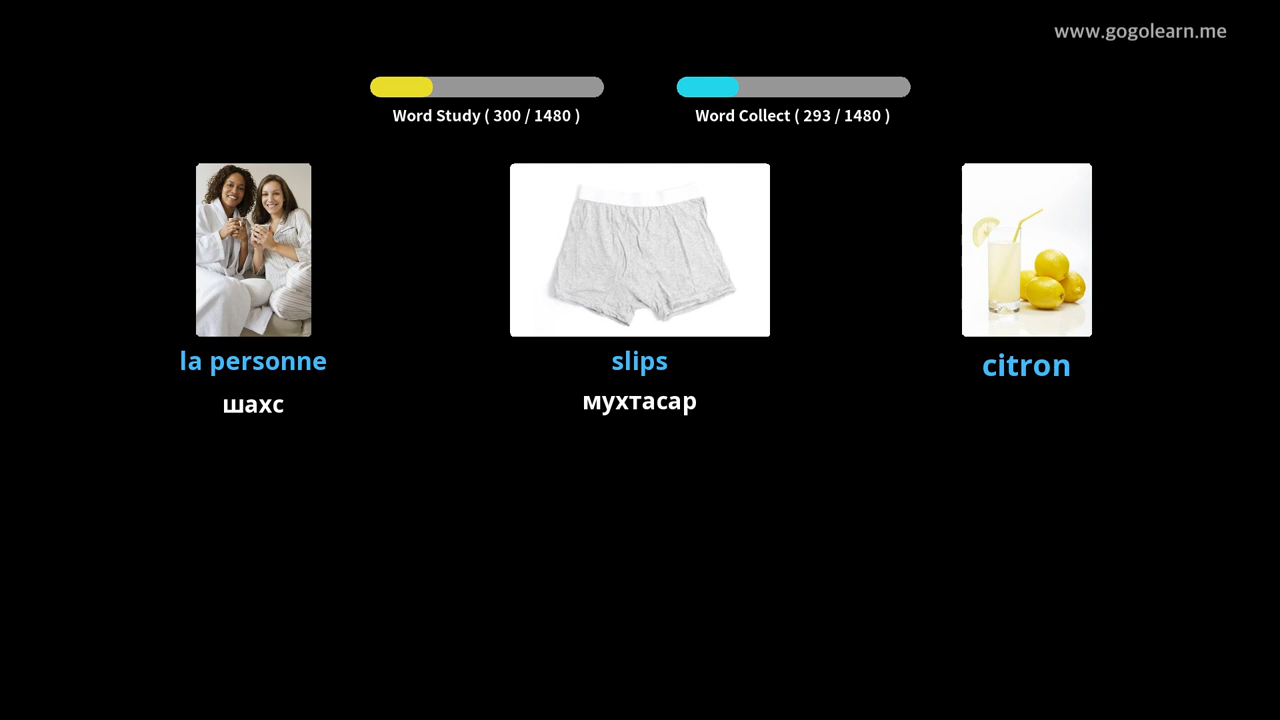 www.gogolearn.me
Word Study ( 300 / 1480 )
Word Collect ( 293 / 1480 )
la personne
slips
citron
шахс
мухтасар